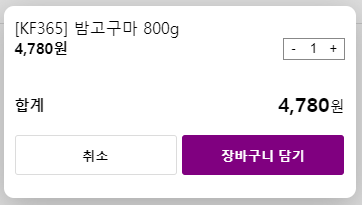 [KF365] 밤고구마 800g
4,780원
- 1 +
합계 4,780원
취소 장바구니 담기